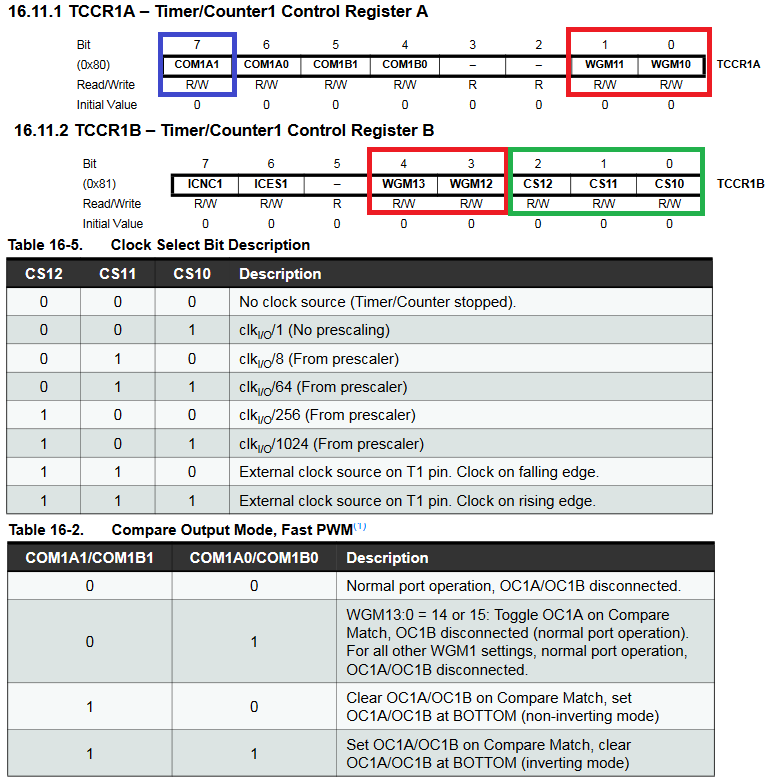 16.11.1 TCCR1A – Timer/Counter1 Control Register A
Bit 7 6 5 4 3 2 1 0
(0x80) COM1A1 COM1A0 COM1B1 COM1B0 – – WGM11 WGM10 TCCR1A
Read/Write R/W R/W R/W R/W R R R/W R/W
Initial Value 0 0 0 0 0 0 0 0
16.11.2 TCCR1B – Timer/Counter1 Control Register B
Bit 7 6 5 4 3 2 1 0
(0x81) ICNC1 ICES1 – WGM13 WGM12 CS12 CS11 CS10 TCCR1B
Read/Write R/W R/W R R/W R/W R/W R/W R/W
Initial Value 0 0 0 0 0 0 0 0
Table 16-5. Clock Select Bit Description
CS12 CS11 CS10 Description
0 0 0 No clock source (Timer/Counter stopped).
0 0 1 clkI/O/1 (No prescaling)
0 1 0 clkI/O/8 (From prescaler)
0 1 1 clkI/O/64 (From prescaler)
1 0 0 clkI/O/256 (From prescaler)
1 0 1 clkI/O/1024 (From prescaler)
1 1 0 External clock source on T1 pin. Clock on falling edge.
1 1 1 External clock source on T1 pin. Clock on rising edge.
Table 16-2. Compare Output Mode, Fast PWM(1)
COM1A1/COM1B1 COM1A0/COM1B0 Description
0 0 Normal port operation, OC1A/OC1B disconnected.
0 1 WGM13:0 = 14 or 15: Toggle OC1A on Compare
Match, OC1B disconnected (normal port operation).
For all other WGM1 settings, normal port operation,
OC1A/OC1B disconnected.
1 0 Clear OC1A/OC1B on Compare Match, set
OC1A/OC1B at BOTTOM (non-inverting mode)
1 1 Set OC1A/OC1B on Compare Match, clear
OC1A/OC1B at BOTTOM (inverting mode)